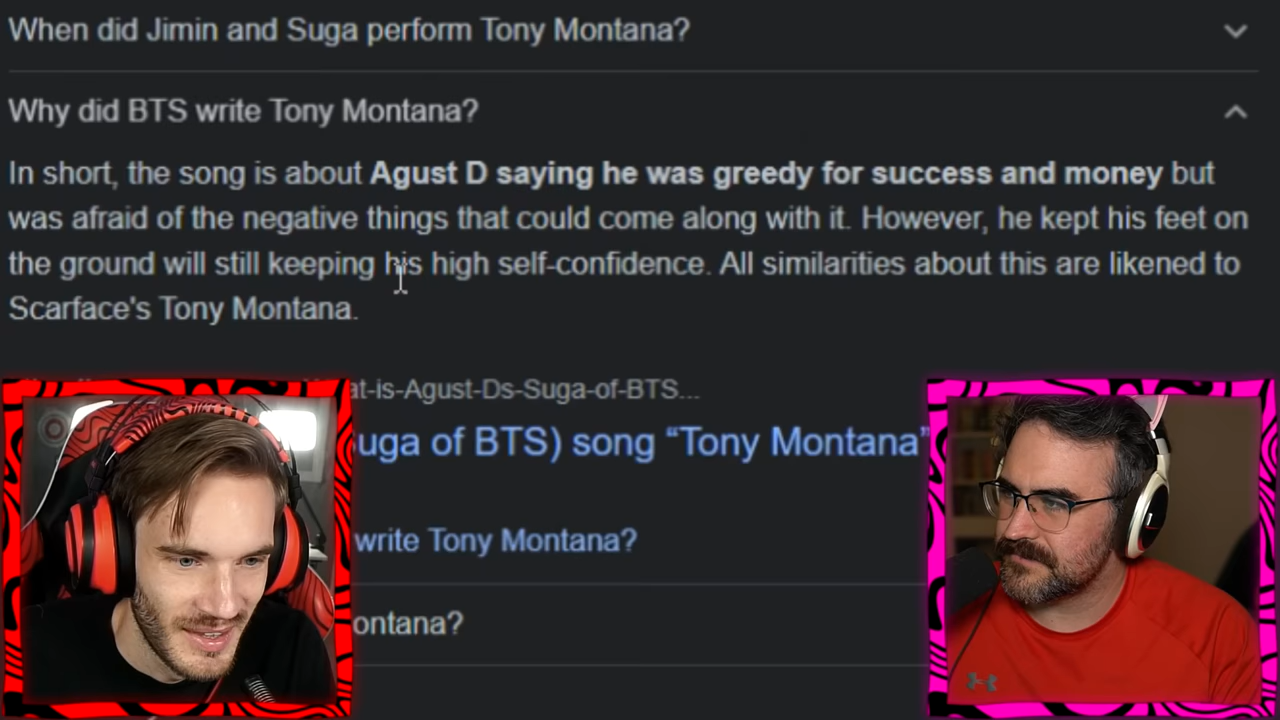 When did Jimin and Suga perform Tony Montana?
Why did BTS write Tony Montana?
In short, the song is about Agust D saying he was greedy for success and money but
was afraid of the negative things that could come along with it. However, he kept his feet on
the ground will still keeping his high self-confidence. All similarities about this are likened to
Scarface's Tony Montana.
at-is-Agust-Ds-Suga-of-BTS...
uga of BTS) song “Tony Montana”
write Tony Montana?
ontana?